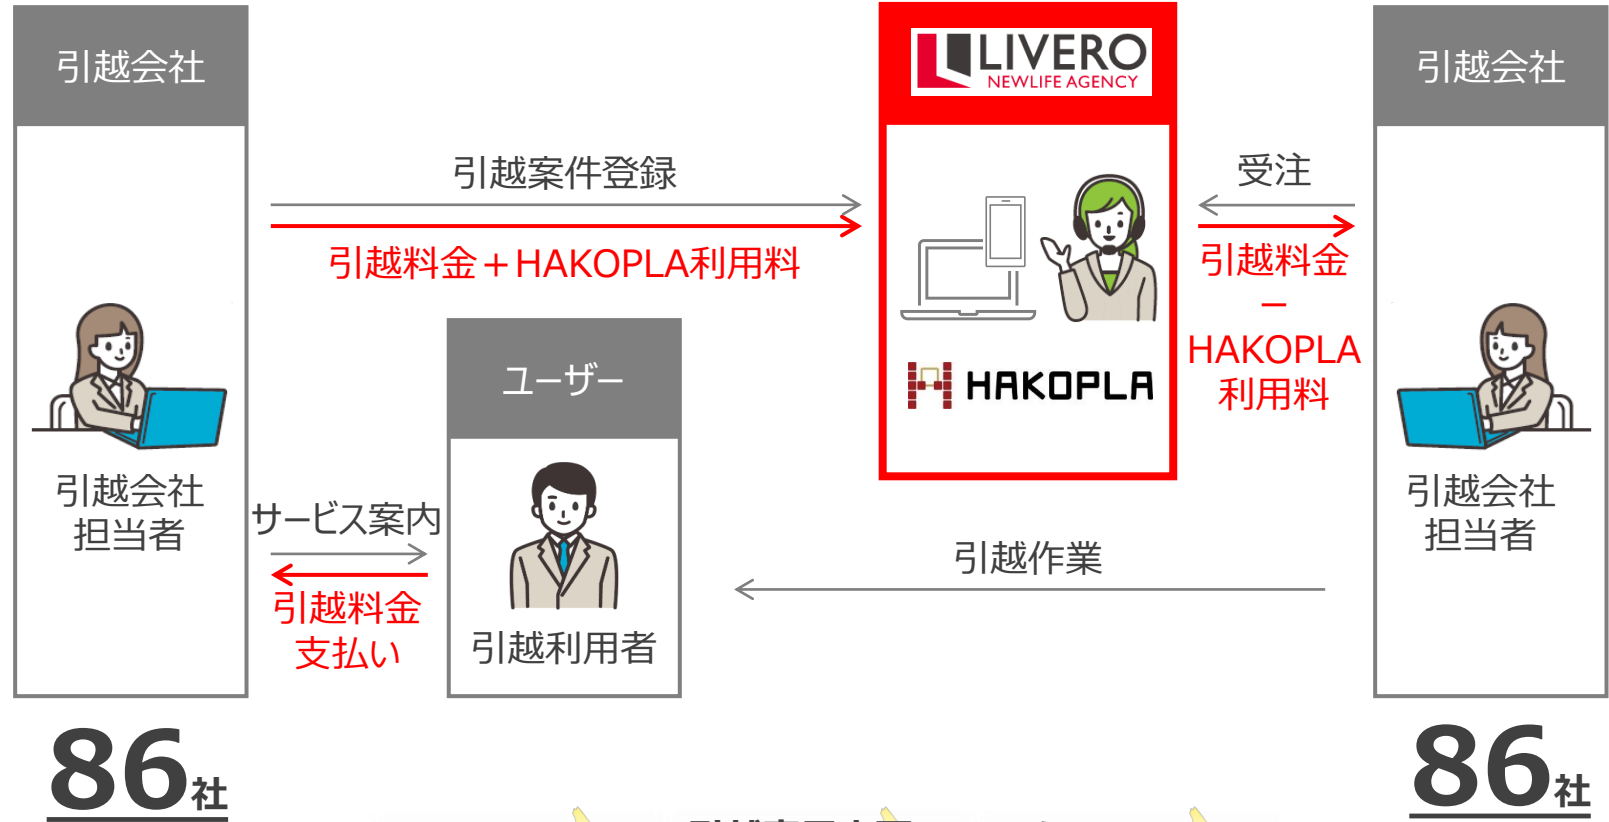 引越会社
LIVERO
NEWLIFE AGENCY
引越会社
引越案件登録
引越料金＋HAKOPLA利用料
受注
引越料金
－
HAKOPLA
利用料
HAKOPLA
ユーザー
引越会社
担当者
サービス案内
引越料金
支払い
引越利用者
引越作業
引越会社
担当者
86社
86社